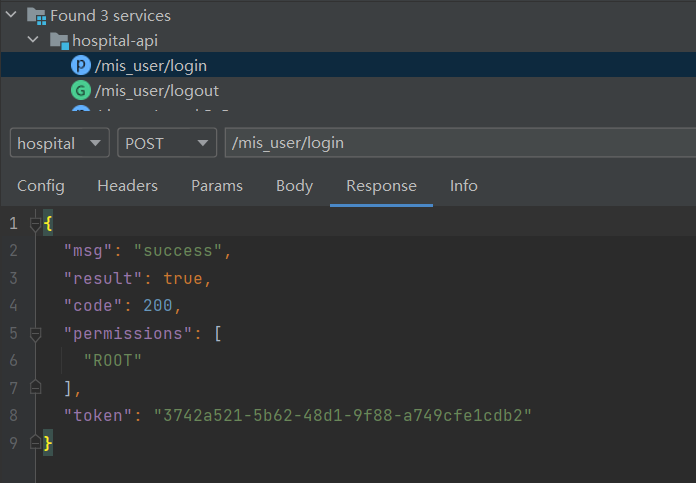 Found 3 services
hospital-api
p /mis_user/login
G /mis_user/logout
hospital POST /mis_user/login
Config Headers Params Body Response Info
1 {
2 "msg": "success",
3 "result": true,
4 "code": 200,
5 "permissions": [
6 "ROOT"
7 ],
8 "token": "3742a521-5b62-48d1-9f88-a749cfe1cdb2"
9 }